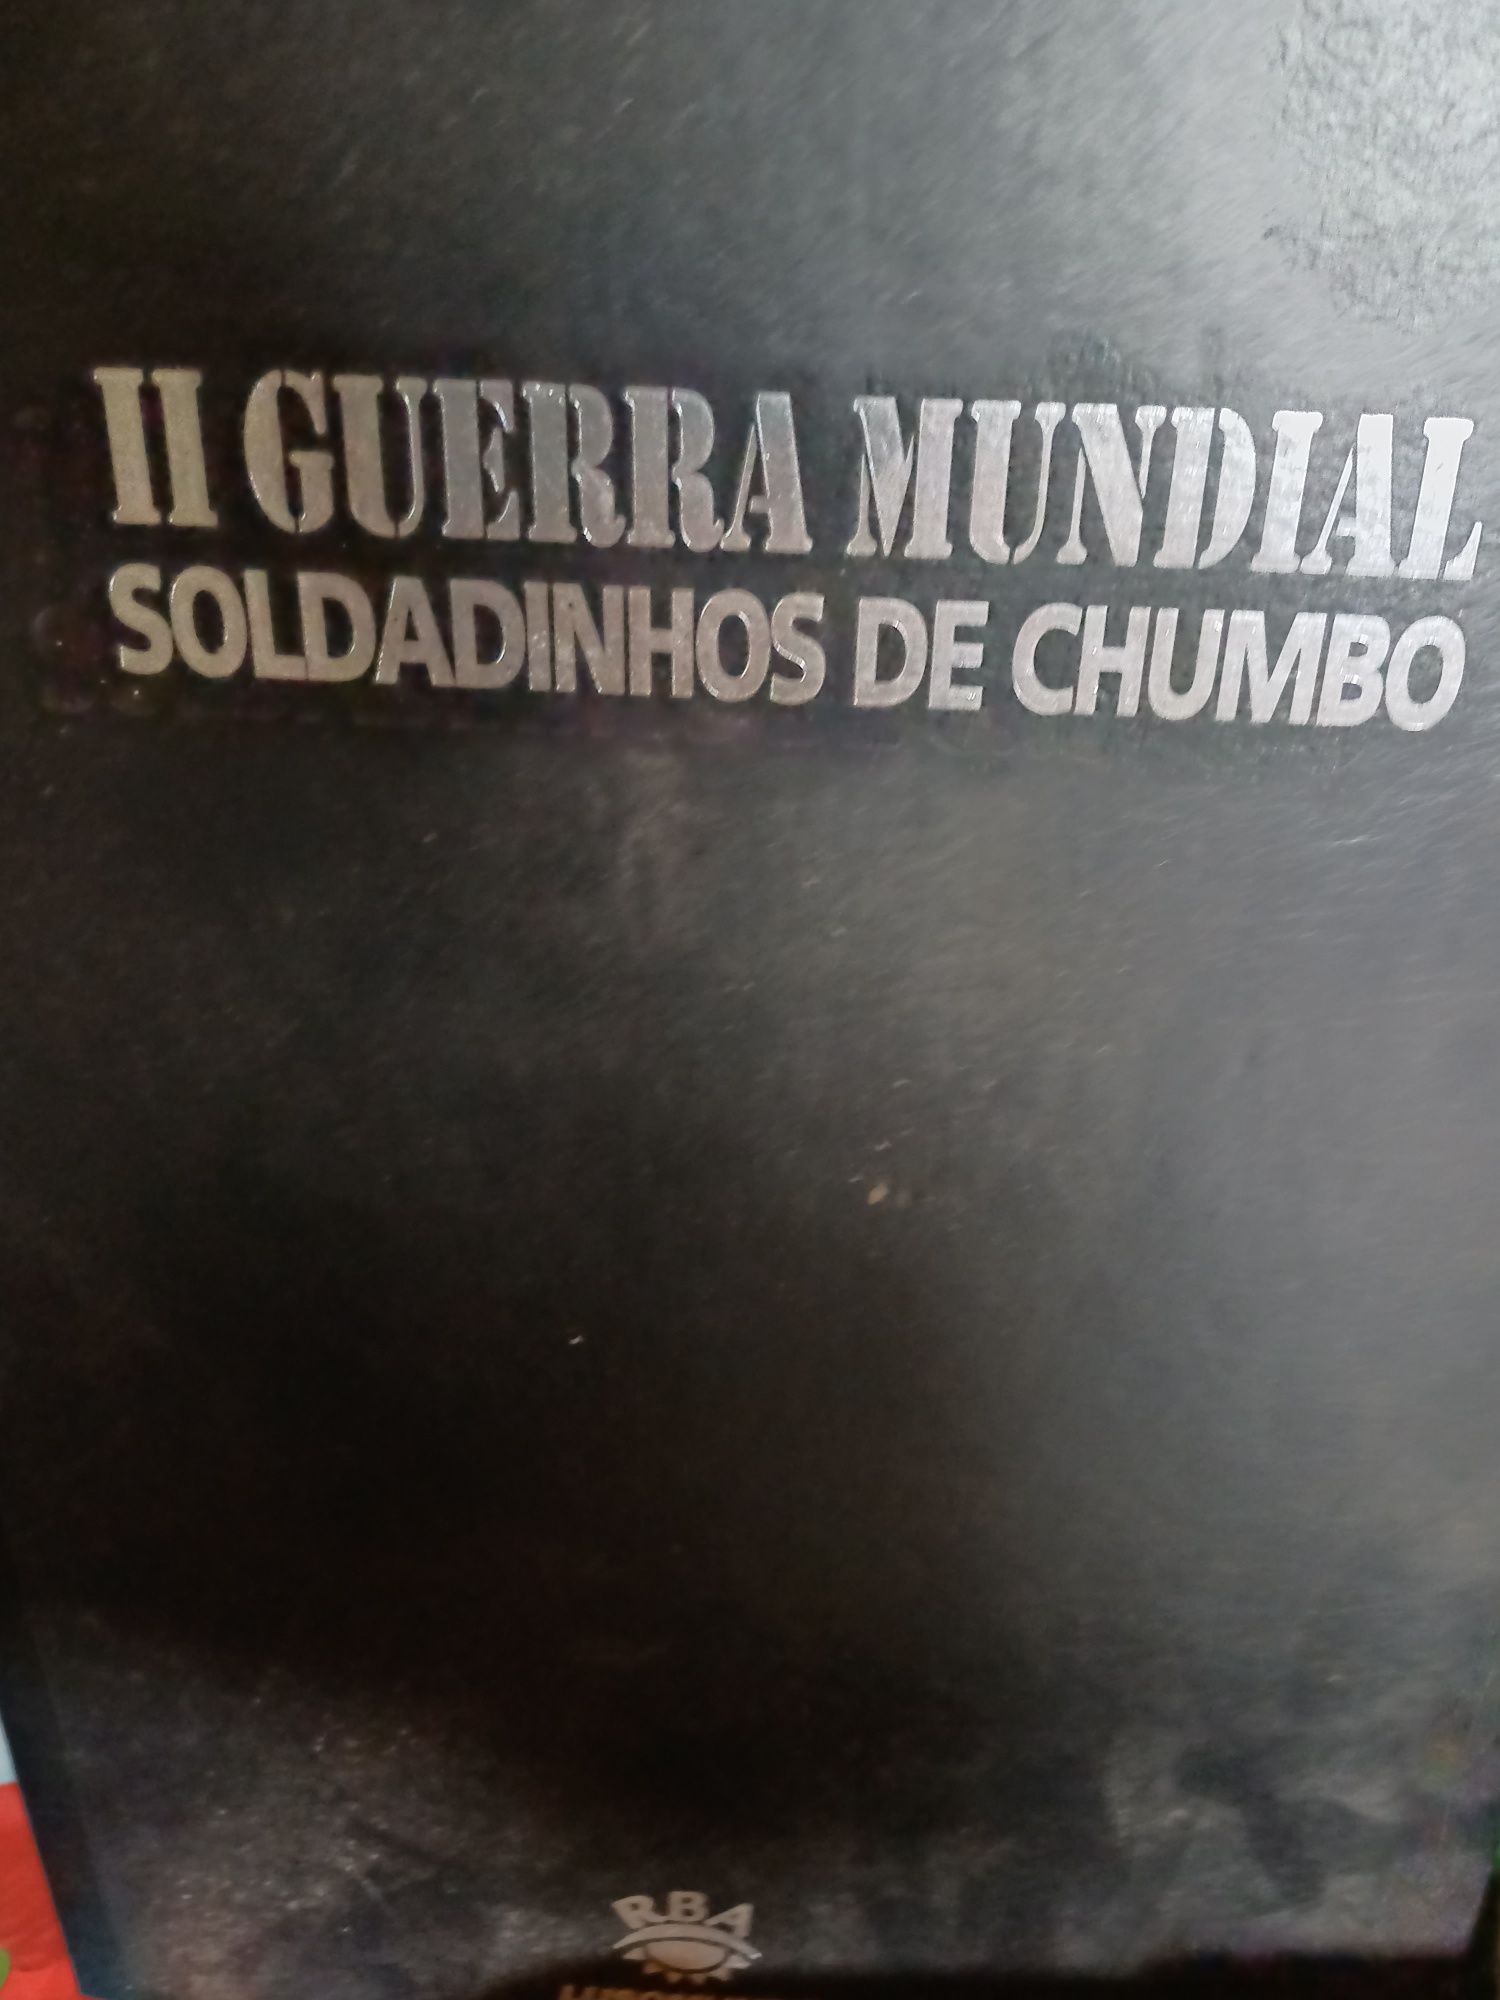 II GUERRA MUNDIAL
SOLDADINHOS DE CHUMBO
RBA